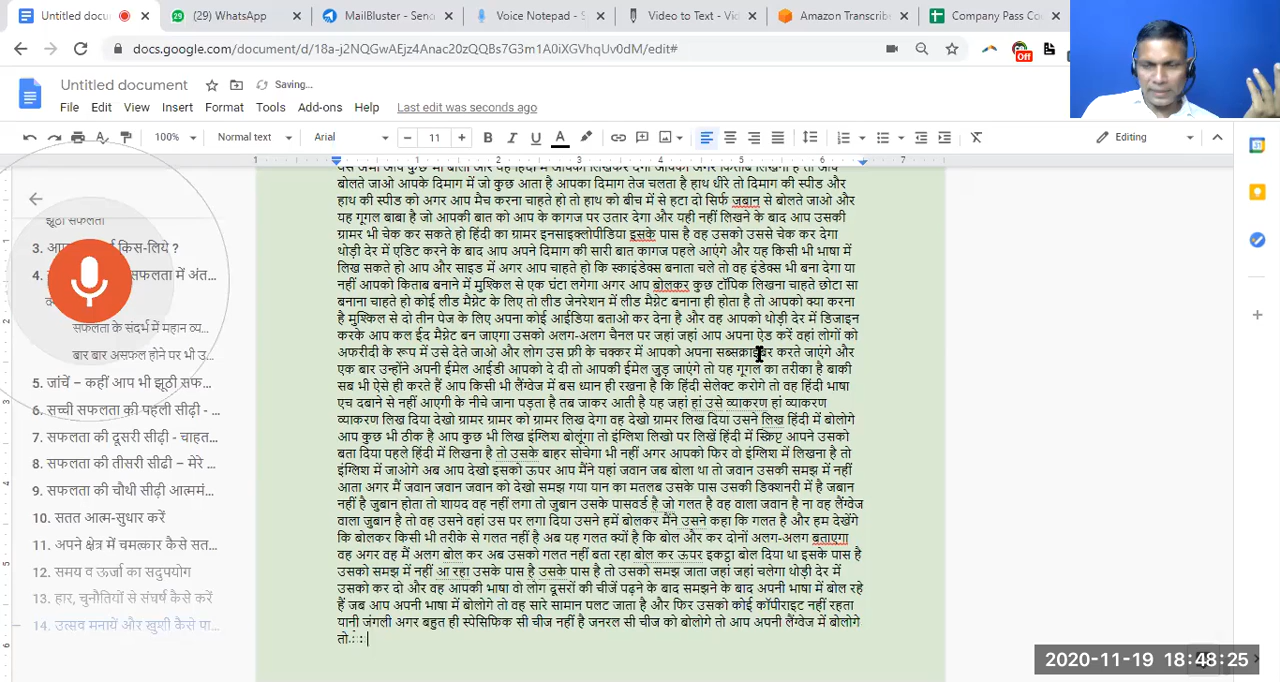 Untitled document
(29) WhatsApp
MailBluster - Sen
Voice Notepad - S
Video to Text - Vid
Amazon Transcribe
Company Pass Co
docs.google.com/document/d/18a-j2NQGwAEjz4Anac20zQQBs7G3m1A0iXGVhqUv0dM/edit#
Off
Untitled document
Saving...
File Edit View Insert Format Tools Add-ons Help Last edit was seconds ago
100% Normal text Arial 11 Editing
1 1 2 3 4 5 6 7
झूठी सफलता
3. किस-लिये ?
4. सफलता में अंत...
सफलता के संदर्भ में महान व्य...
बार बार असफल होने पर भी उ...
5. जांचें – कहीं आप भी झूठी सफ...
6. सच्ची सफलता की पहली सीढ़ी - ...
7. सफलता की दूसरी सीढ़ी - चाहत...
8. सफलता की तीसरी सीढी – मेरे ...
9. सफलता की चौथी सीढ़ी आत्ममं...
10. सतत आत्म-सुधार करें
11. अपने क्षेत्र में चमत्कार कैसे सत...
12. समय व ऊर्जा का सदुपयोग
13. हार, चुनौतियों से संघर्ष कैसे करें
14. उत्सव मनायें और खुशी कैसे पा...
बोलते जाओ आपके दिमाग में जो कुछ आता है आपका दिमाग तेज चलता है हाथ धीरे तो दिमाग की स्पीड और
हाथ की स्पीड को अगर आप मैच करना चाहते हो तो हाथ को बीच में से हटा दो सिर्फ जबान से बोलते जाओ और
यह गूगल बाबा है जो आपकी बात को आप के कागज पर उतार देगा और यही नहीं लिखने के बाद आप उसकी
ग्रामर भी चेक कर सकते हो हिंदी का ग्रामर इनसाइक्लोपीडिया इसके पास है वह उसको उससे चेक कर देगा
थोड़ी देर में एडिट करने के बाद आप अपने दिमाग की सारी बात कागज पहले आएंगे और यह किसी भी भाषा में
लिख सकते हो आप और साइड में अगर आप चाहते हो कि स्काइंडेक्स बनाता चले तो वह इंडेक्स भी बना देगा या
नहीं आपको किताब बनाने में मुश्किल से एक घंटा लगेगा अगर आप बोलकर कुछ टॉपिक लिखना चाहते छोटा सा
बनाना चाहते हो कोई लीड मैग्नेट के लिए तो लीड जेनरेशन में लीड मैग्नेट बनाना ही होता है तो आपको क्या करना
है मुश्किल से दो तीन पेज के लिए अपना कोई आईडिया बताओ कर देना है और वह आपको थोड़ी देर में डिजाइन
करके आप कल ईद मैग्नेट बन जाएगा उसको अलग-अलग चैनल पर जहां जहां आप अपना ऐड करें वहां लोगों को
अफरीदी के रूप में उसे देते जाओ और लोग उस फ्री के चक्कर में आपको अपना सब्सक्राइबर करते जाएंगे और
एक बार उन्होंने अपनी ईमेल आईडी आपको दे दी तो आपकी ईमेल जुड़ जाएंगे तो यह गूगल का तरीका है बाकी
सब भी ऐसे ही करते हैं आप किसी भी लैंग्वेज में बस ध्यान ही रखना है कि हिंदी सेलेक्ट करोगे तो वह हिंदी भाषा
एच दबाने से नहीं आएगी के नीचे जाना पड़ता है तब जाकर आती है यह जहां हां उसे व्याकरण हां व्याकरण
व्याकरण लिख दिया देखो ग्रामर ग्रामर को ग्रामर लिख देगा वह देखो ग्रामर लिख दिया उसने लिख हिंदी में बोलोगे
आप कुछ भी ठीक है आप कुछ भी लिख इंग्लिश बोलूंगा तो इंग्लिश लिखो पर लिखें हिंदी में स्क्रिप्ट आपने उसको
बता दिया पहले हिंदी में लिखना है तो उसके बाहर सोचेगा भी नहीं अगर आपको फिर वो इंग्लिश में लिखना है तो
इंग्लिश में जाओगे अब आप देखो इसको ऊपर आप मैंने यहां जवान जब बोला था तो जवान उसकी समझ में नहीं
आता अगर मैं जवान जवान जवान को देखो समझ गया यान का मतलब उसके पास उसकी डिक्शनरी में है जबान
नहीं है जुबान होता तो शायद वह नहीं लगा तो जुबान उसके पासवर्ड है जो गलत है वह वाला जवान है ना वह लैंग्वेज
वाला जुबान है तो वह उसने वहां उस पर लगा दिया उसने हमें बोलकर मैंने उसने कहा कि गलत है और हम देखेंगे
कि बोलकर किसी भी तरीके से गलत नहीं है अब यह गलत क्यों है कि बोल और कर दोनों अलग-अलग बताएगा
वह अगर वह मैं अलग बोल कर अब उसको गलत नहीं बता रहा बोल कर ऊपर इकट्ठा बोल दिया था इसके पास है
उसको समझ में नहीं आ रहा उसके पास है उसके पास है तो उसको समझ जाता जहां जहां चलेगा थोड़ी देर में
उसको कर दो और वह आपकी भाषा वो लोग दूसरों की चीजें पढ़ने के बाद समझने के बाद अपनी भाषा में बोल रहे
हैं जब आप अपनी भाषा में बोलोगे तो वह सारे सामान पलट जाता है और फिर उसको कोई कॉपीराइट नहीं रहता
यानी जंगली अगर बहुत ही स्पेसिफिक सी चीज नहीं है जनरल सी चीज को बोलोगे तो आप अपनी लैंग्वेज में बोलोगे
तो
2020-11-19 18:48:25